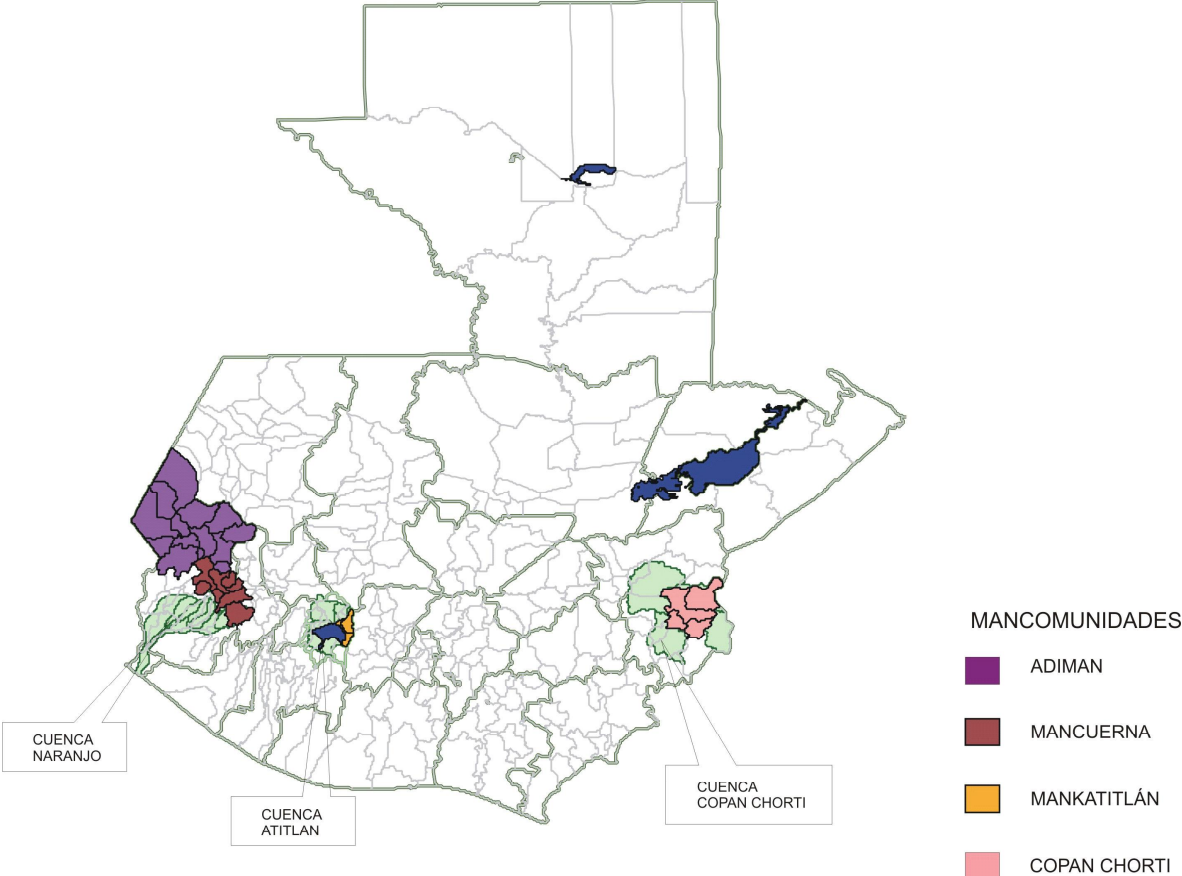 MANCOMUNIDADES
ADIMAN
MANCUERNA
MANKATITLÁN
COPAN CHORTI
CUENCA
NARANJO
CUENCA
ATITLAN
CUENCA
COPAN CHORTI